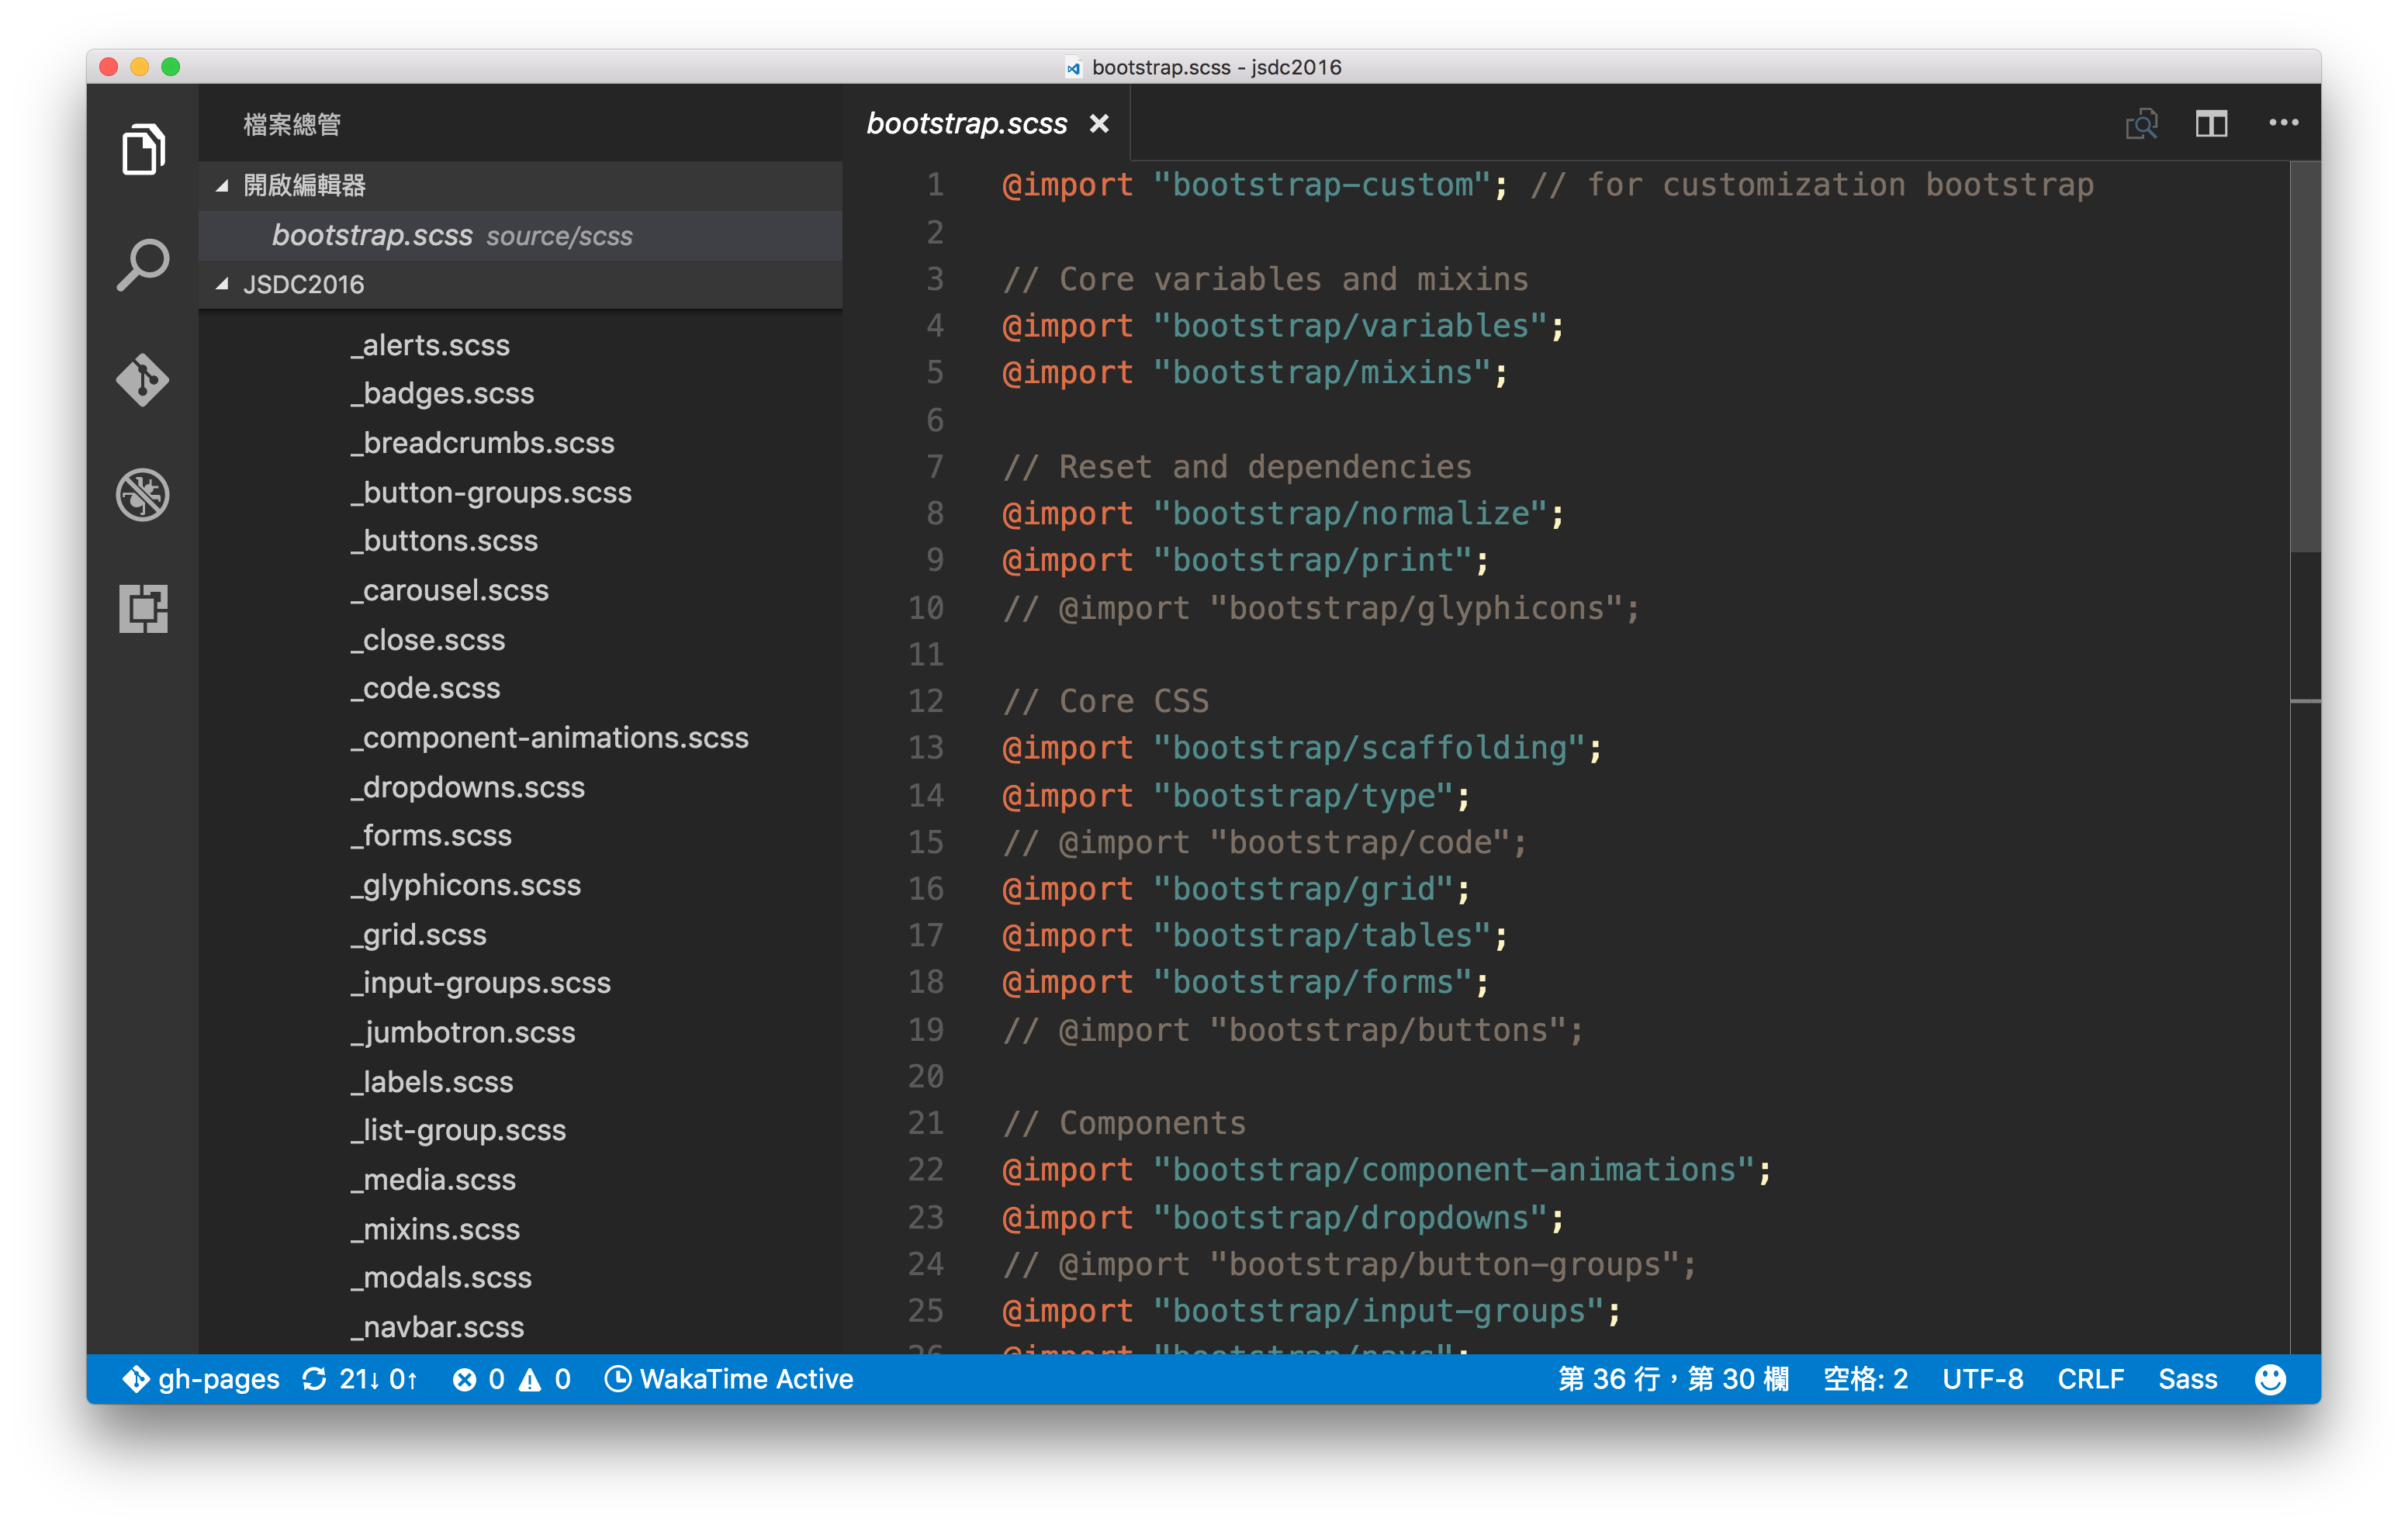 bootstrap.scss - jsdc2016
檔案總管
開啟編輯器
bootstrap.scss source/scss
JSDC2016
_alerts.scss
_badges.scss
_breadcrumbs.scss
_button-groups.scss
_buttons.scss
_carousel.scss
_close.scss
_code.scss
_component-animations.scss
_dropdowns.scss
_forms.scss
_glyphicons.scss
_grid.scss
_input-groups.scss
_jumbotron.scss
_labels.scss
_list-group.scss
_media.scss
_mixins.scss
_modals.scss
_navbar.scss
bootstrap.scss
1 @import "bootstrap-custom"; // for customization bootstrap
2
3 // Core variables and mixins
4 @import "bootstrap/variables";
5 @import "bootstrap/mixins";
6
7 // Reset and dependencies
8 @import "bootstrap/normalize";
9 @import "bootstrap/print";
10 // @import "bootstrap/glyphicons";
11
12 // Core CSS
13 @import "bootstrap/scaffolding";
14 @import "bootstrap/type";
15 // @import "bootstrap/code";
16 @import "bootstrap/grid";
17 @import "bootstrap/tables";
18 @import "bootstrap/forms";
19 // @import "bootstrap/buttons";
20
21 // Components
22 @import "bootstrap/component-animations";
23 @import "bootstrap/dropdowns";
24 // @import "bootstrap/button-groups";
25 @import "bootstrap/input-groups";
26 @import "bootstrap/navs";
gh-pages 21↓ 0↑ 0 0 WakaTime Active 第 36 行，第 30 欄 空格: 2 UTF-8 CRLF Sass